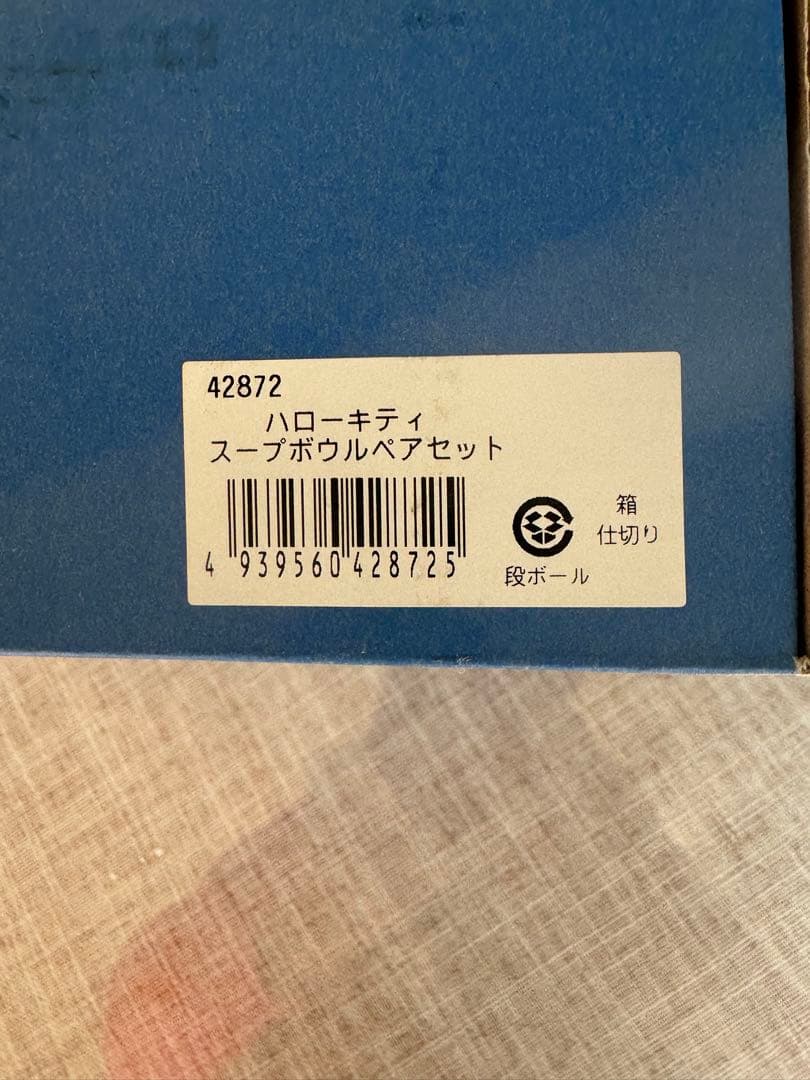 42872
ハローキティ
スープボウルペアセット
4 939560 428725
箱
仕切り
段ボール